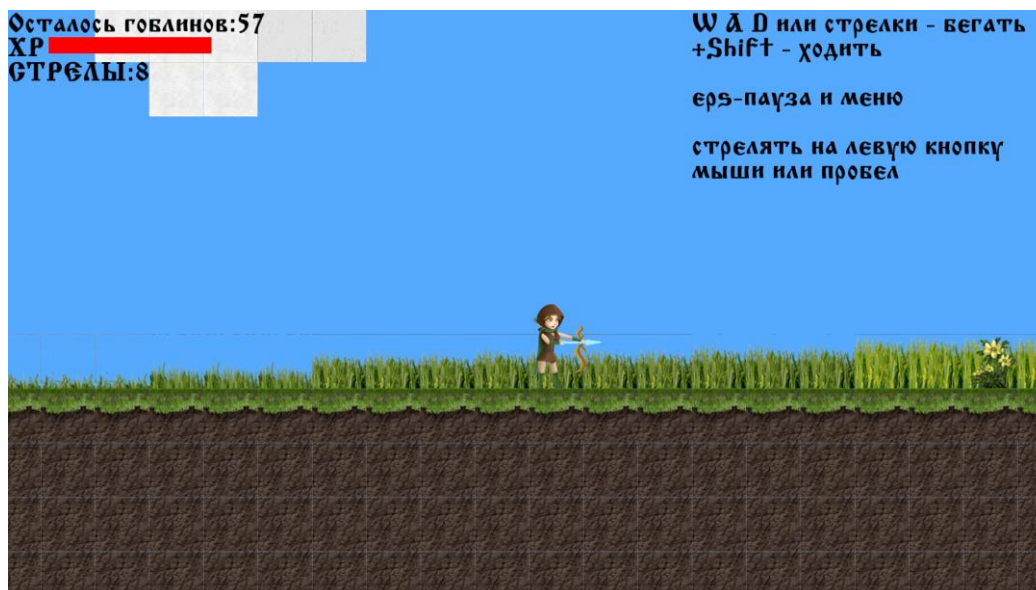 Осталось гоблинов:57
ХР
СТРЕЛЫ:8
W A D или стрелки - бегать
+Shift - ходить
eps-пауза и меню
стрелять на левую кнопку
мыши или пробел